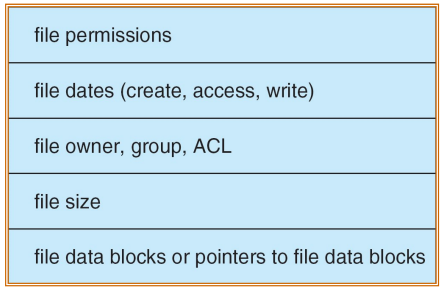 file permissions
file dates (create, access, write)
file owner, group, ACL
file size
file data blocks or pointers to file data blocks